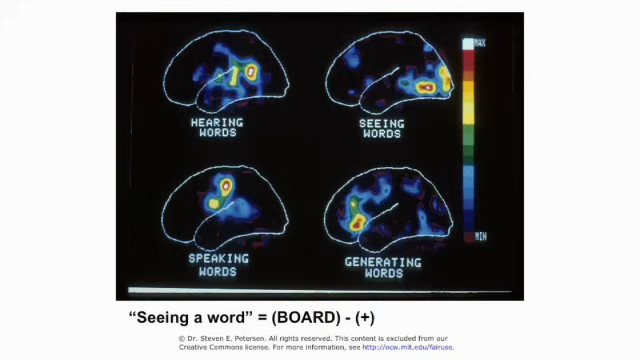 MAX
HEARING
WORDS
SEEING
WORDS
SPEAKING
WORDS
GENERATING
WORDS
MIN
“Seeing a word” = (BOARD) - (+)
© Dr. Steven E. Petersen. All rights reserved. This content is excluded from our
Creative Commons license. For more information, see http://ocw.mit.edu/fairuse.